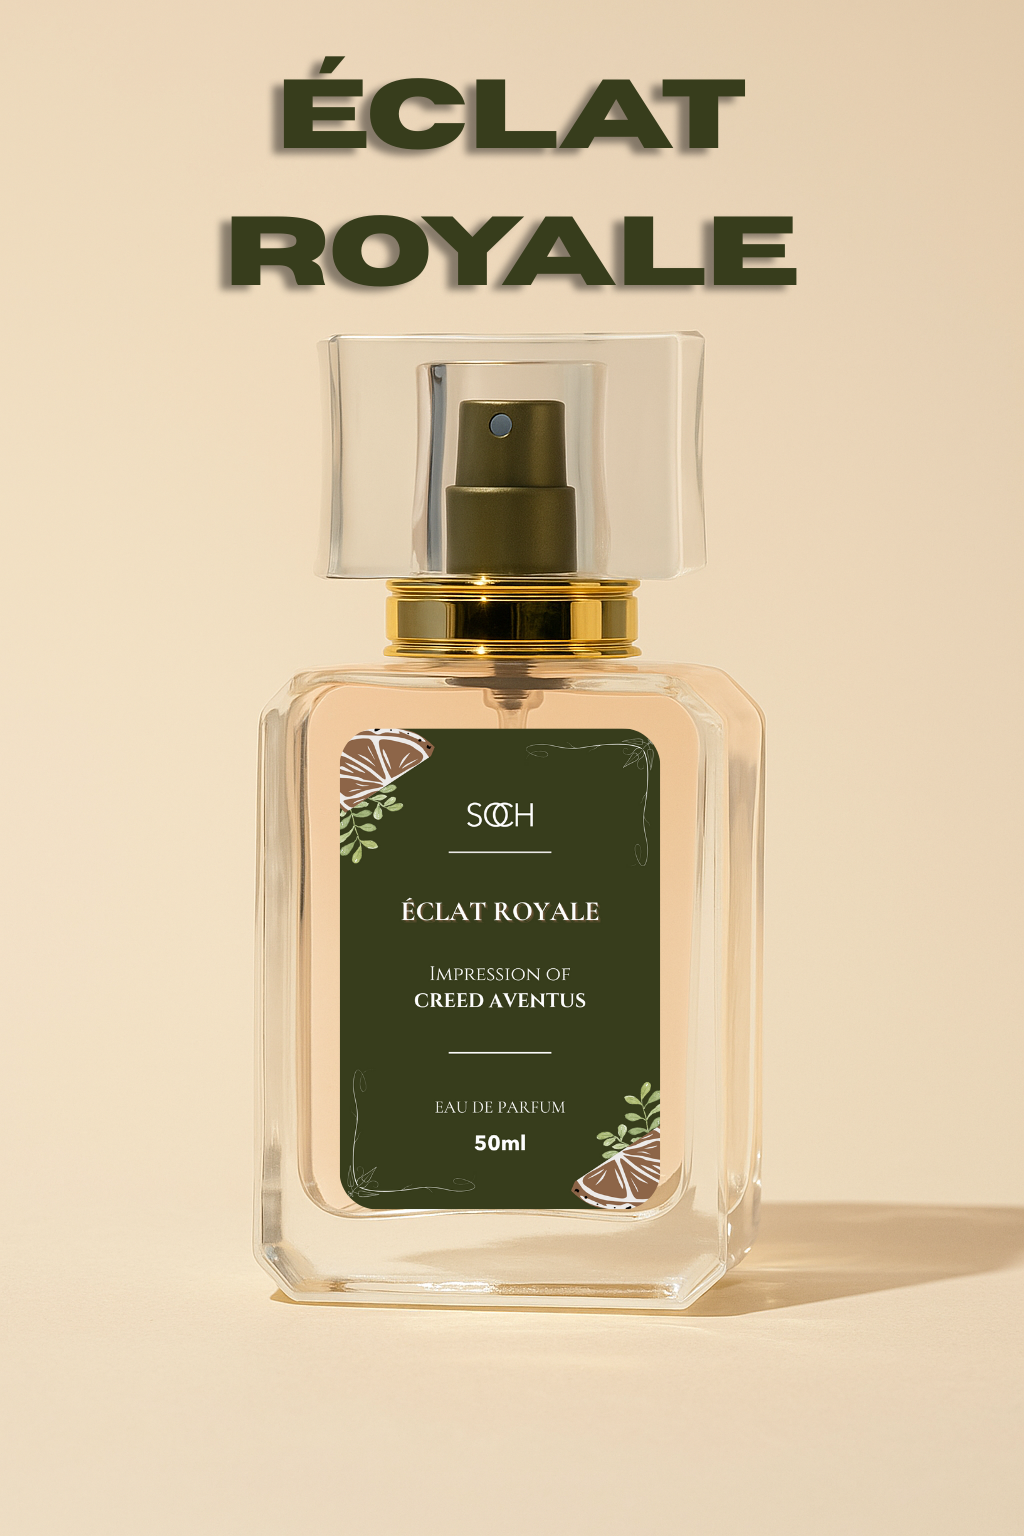 ÉCLAT
ROYALE
SOCH
ÉCLAT ROYALE
IMPRESSION OF
CREED AVENTUS
EAU DE PARFUM
50ml